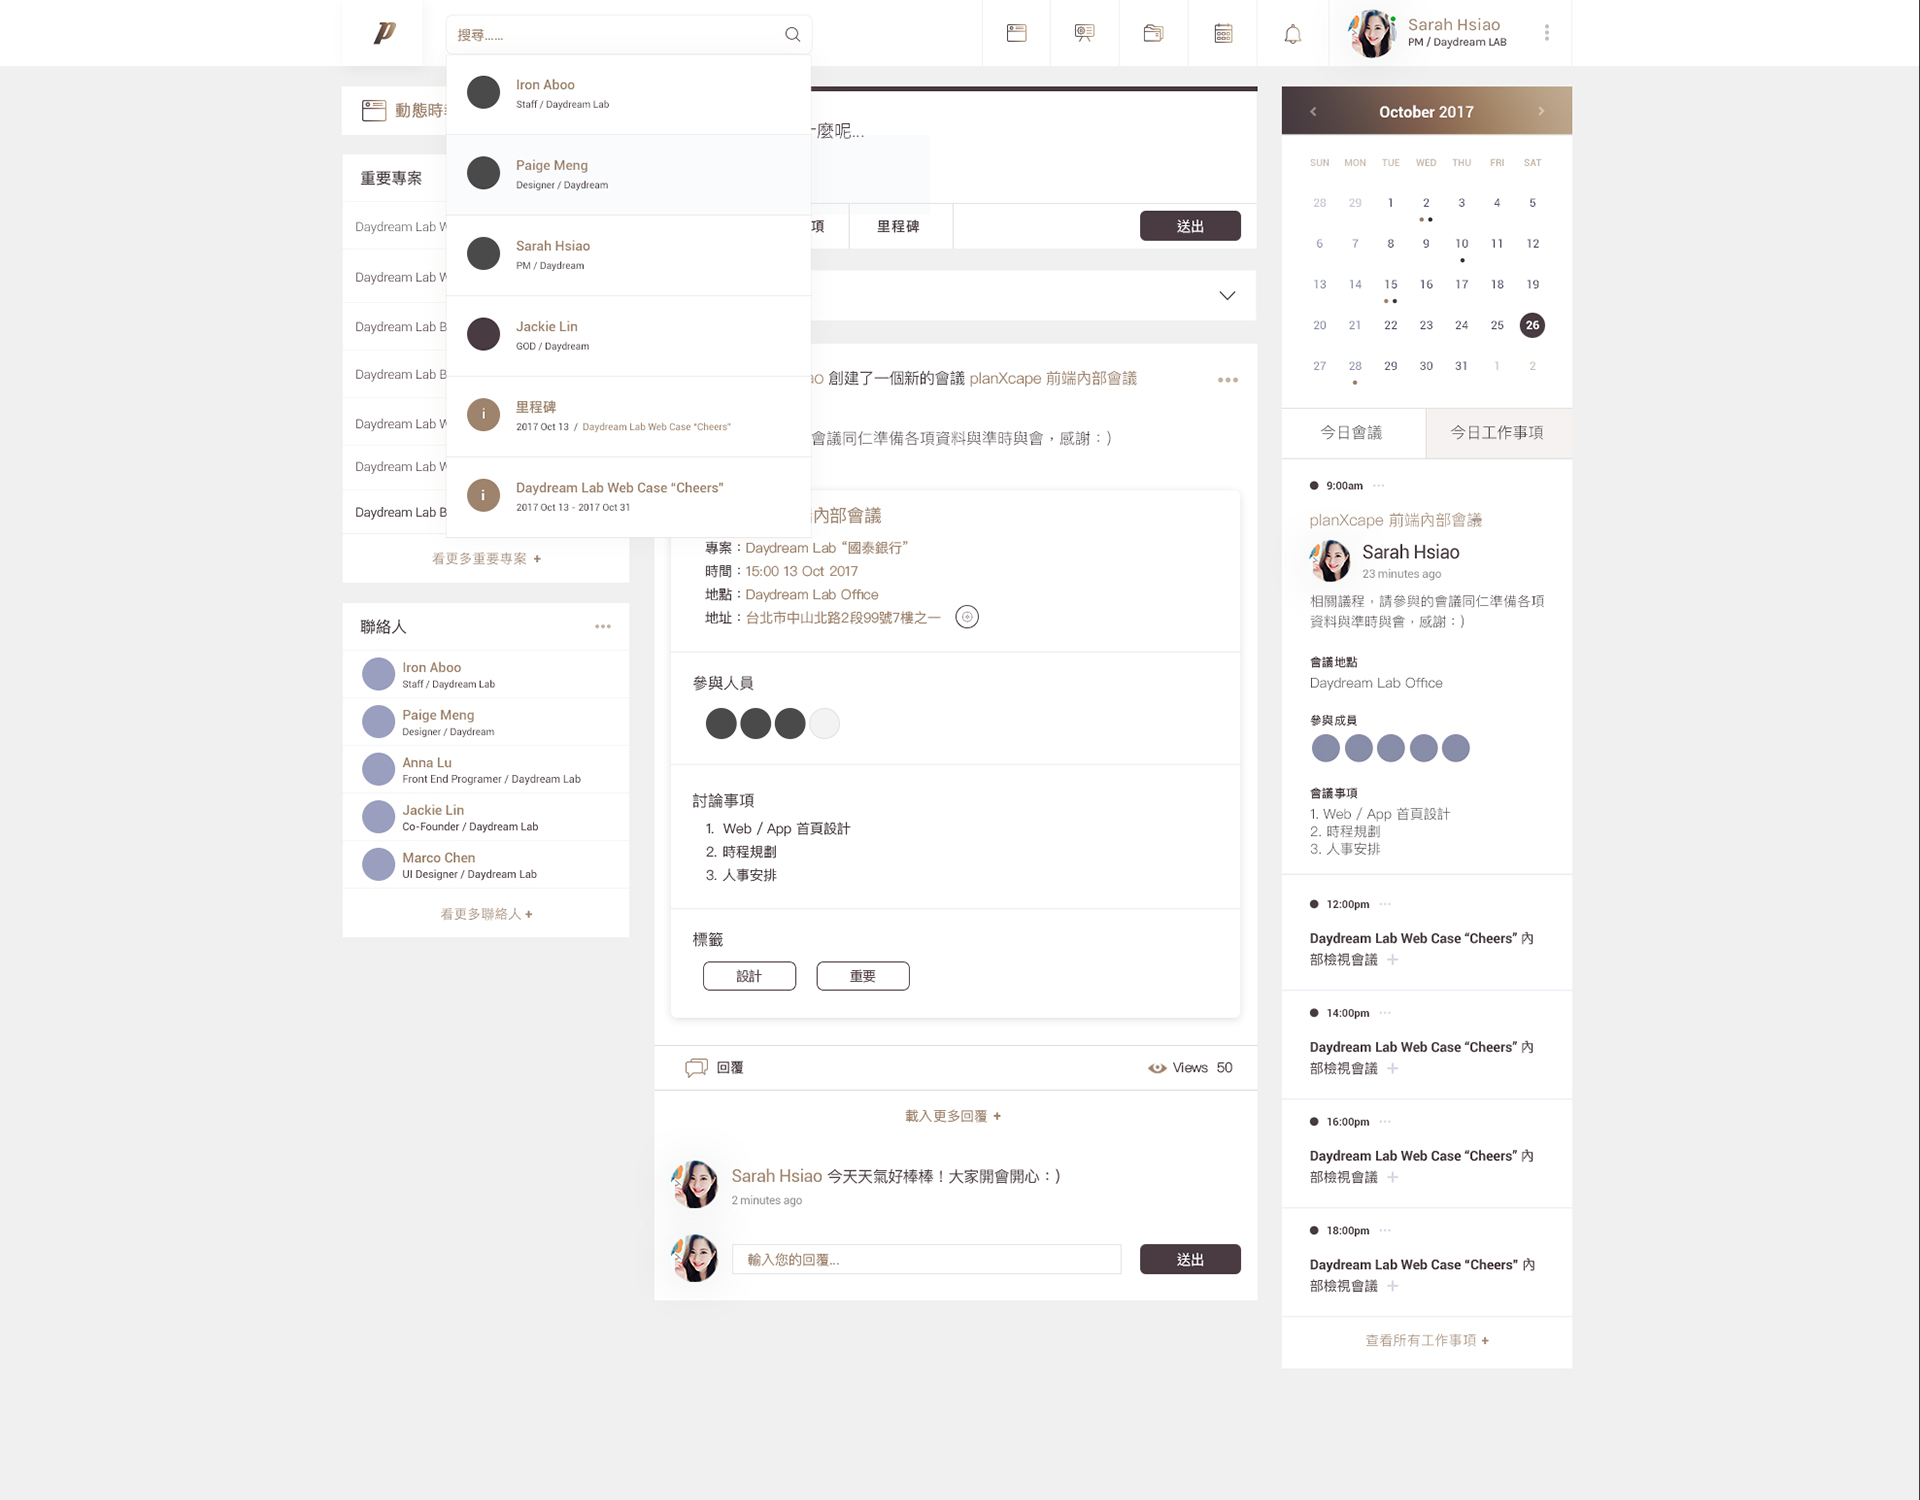 搜尋......
Sarah Hsiao
PM / Daydream LAB
Iron Aboo
Staff / Daydream Lab
Paige Meng
Designer / Daydream
Sarah Hsiao
PM / Daydream
Jackie Lin
GOD / Daydream
里程碑
2017 Oct 13 / Daydream Lab Web Case “Cheers”
Daydream Lab Web Case “Cheers”
2017 Oct 13 - 2017 Oct 31
動態時
重要專案
Daydream Lab W
Daydream Lab W
Daydream Lab B
Daydream Lab B
Daydream Lab W
Daydream Lab W
Daydream Lab B
看更多重要專案 +
聯絡人
Iron Aboo
Staff / Daydream Lab
Paige Meng
Designer / Daydream
Anna Lu
Front End Programer / Daydream Lab
Jackie Lin
Co-Founder / Daydream Lab
Marco Chen
UI Designer / Daydream Lab
看更多聯絡人 +
麼呢...
項 里程碑 送出
ao 創建了一個新的會議 planXcape 前端內部會議
會議同仁準備各項資料與準時與會，感謝：)
內部會議
專案：Daydream Lab “國泰銀行”
時間：15:00 13 Oct 2017
地點：Daydream Lab Office
地址：台北市中山北路2段99號7樓之一
參與人員
討論事項
1. Web / App 首頁設計
2. 時程規劃
3. 人事安排
標籤
設計 重要
回覆 Views 50
載入更多回覆 +
Sarah Hsiao 今天天氣好棒棒！大家開會開心：)
2 minutes ago
輸入您的回覆... 送出
October 2017
SUN MON TUE WED THU FRI SAT
28 29 1 2 3 4 5
6 7 8 9 10 11 12
13 14 15 16 17 18 19
20 21 22 23 24 25 26
27 28 29 30 31 1 2
今日會議 今日工作事項
9:00am
planXcape 前端內部會議
Sarah Hsiao
23 minutes ago
相關議程，請參與的會議同仁準備各項
資料與準時與會，感謝：)
會議地點
Daydream Lab Office
參與成員
會議事項
1. Web / App 首頁設計
2. 時程規劃
3. 人事安排
12:00pm
Daydream Lab Web Case “Cheers” 內
部檢視會議 +
14:00pm
Daydream Lab Web Case “Cheers” 內
部檢視會議 +
16:00pm
Daydream Lab Web Case “Cheers” 內
部檢視會議 +
18:00pm
Daydream Lab Web Case “Cheers” 內
部檢視會議 +
查看所有工作事項 +